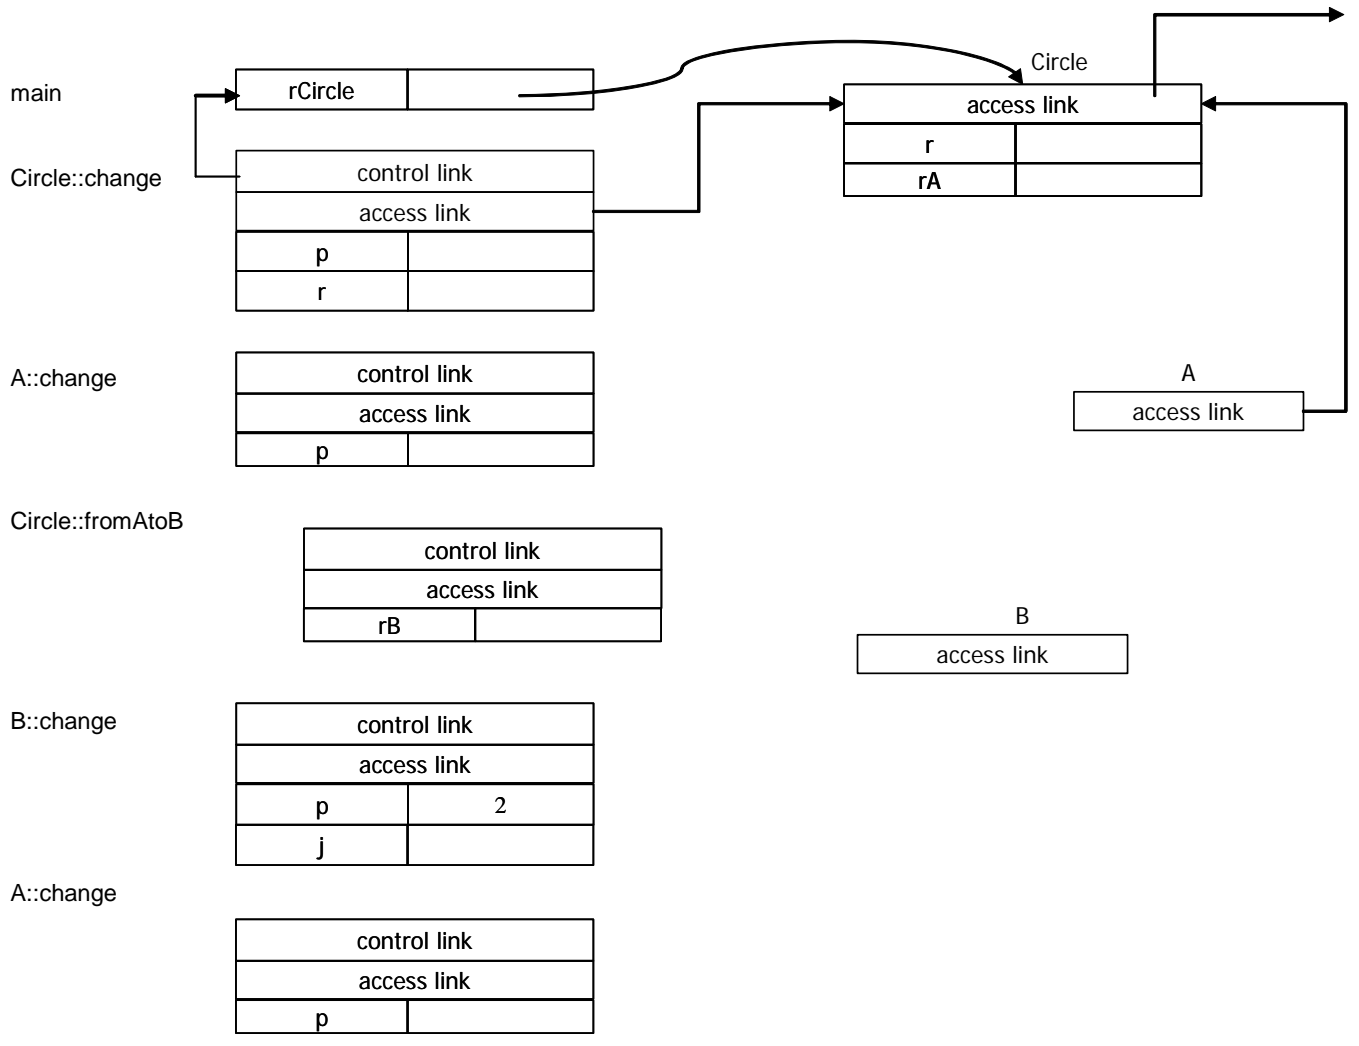 Circle
main
rCircle
access link
r
rA
Circle::change
control link
access link
p
r
A::change
control link
access link
p
A
access link
Circle::fromAtoB
control link
access link
rB
B
access link
B::change
control link
access link
p 2
j
A::change
control link
access link
p